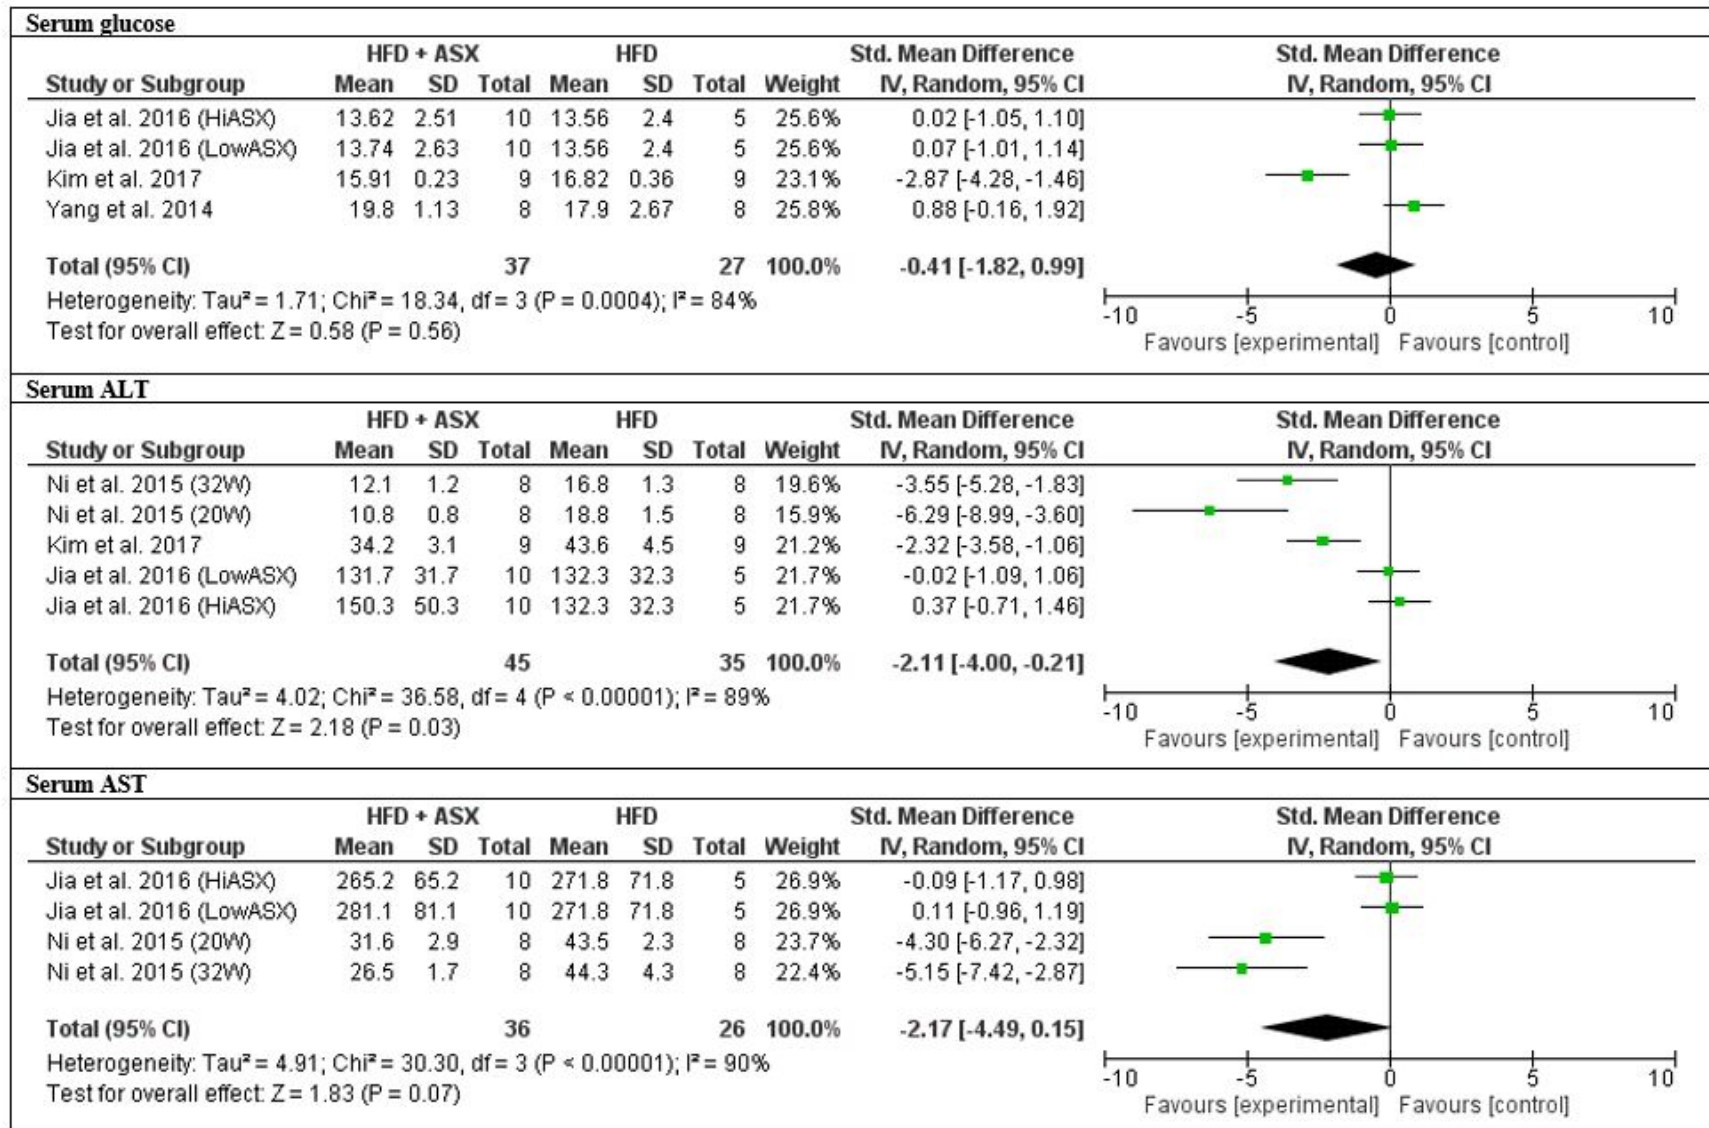 Serum glucose
HFD + ASX HFD Std. Mean Difference Std. Mean Difference
Study or Subgroup Mean SD Total Mean SD Total Weight IV, Random, 95% CI IV, Random, 95% CI
Jia et al. 2016 (HiASX) 13.62 2.51 10 13.56 2.4 5 25.6% 0.02 [-1.05, 1.10]
Jia et al. 2016 (LowASX) 13.74 2.63 10 13.56 2.4 5 25.6% 0.07 [-1.01, 1.14]
Kim et al. 2017 15.91 0.23 9 16.82 0.36 9 23.1% -2.87 [-4.28, -1.46]
Yang et al. 2014 19.8 1.13 8 17.9 2.67 8 25.8% 0.88 [-0.16, 1.92]
Total (95% CI) 37 27 100.0% -0.41 [-1.82, 0.99]
Heterogeneity: Tau² = 1.71; Chi² = 18.34, df = 3 (P = 0.0004); I² = 84%
Test for overall effect: Z = 0.58 (P = 0.56)
-10 -5 0 5 10
Favours [experimental] Favours [control]
Serum ALT
HFD + ASX HFD Std. Mean Difference Std. Mean Difference
Study or Subgroup Mean SD Total Mean SD Total Weight IV, Random, 95% CI IV, Random, 95% CI
Ni et al. 2015 (32W) 12.1 1.2 8 16.8 1.3 8 19.6% -3.55 [-5.28, -1.83]
Ni et al. 2015 (20W) 10.8 0.8 8 18.8 1.5 8 15.9% -6.29 [-8.99, -3.60]
Kim et al. 2017 34.2 3.1 9 43.6 4.5 9 21.2% -2.32 [-3.58, -1.06]
Jia et al. 2016 (LowASX) 131.7 31.7 10 132.3 32.3 5 21.7% -0.02 [-1.09, 1.06]
Jia et al. 2016 (HiASX) 150.3 50.3 10 132.3 32.3 5 21.7% 0.37 [-0.71, 1.46]
Total (95% CI) 45 35 100.0% -2.11 [-4.00, -0.21]
Heterogeneity: Tau² = 4.02; Chi² = 36.58, df = 4 (P < 0.00001); I² = 89%
Test for overall effect: Z = 2.18 (P = 0.03)
-10 -5 0 5 10
Favours [experimental] Favours [control]
Serum AST
HFD + ASX HFD Std. Mean Difference Std. Mean Difference
Study or Subgroup Mean SD Total Mean SD Total Weight IV, Random, 95% CI IV, Random, 95% CI
Jia et al. 2016 (HiASX) 265.2 65.2 10 271.8 71.8 5 26.9% -0.09 [-1.17, 0.98]
Jia et al. 2016 (LowASX) 281.1 81.1 10 271.8 71.8 5 26.9% 0.11 [-0.96, 1.19]
Ni et al. 2015 (20W) 31.6 2.9 8 43.5 2.3 8 23.7% -4.30 [-6.27, -2.32]
Ni et al. 2015 (32W) 26.5 1.7 8 44.3 4.3 8 22.4% -5.15 [-7.42, -2.87]
Total (95% CI) 36 26 100.0% -2.17 [-4.49, 0.15]
Heterogeneity: Tau² = 4.91; Chi² = 30.30, df = 3 (P < 0.00001); I² = 90%
Test for overall effect: Z = 1.83 (P = 0.07)
-10 -5 0 5 10
Favours [experimental] Favours [control]